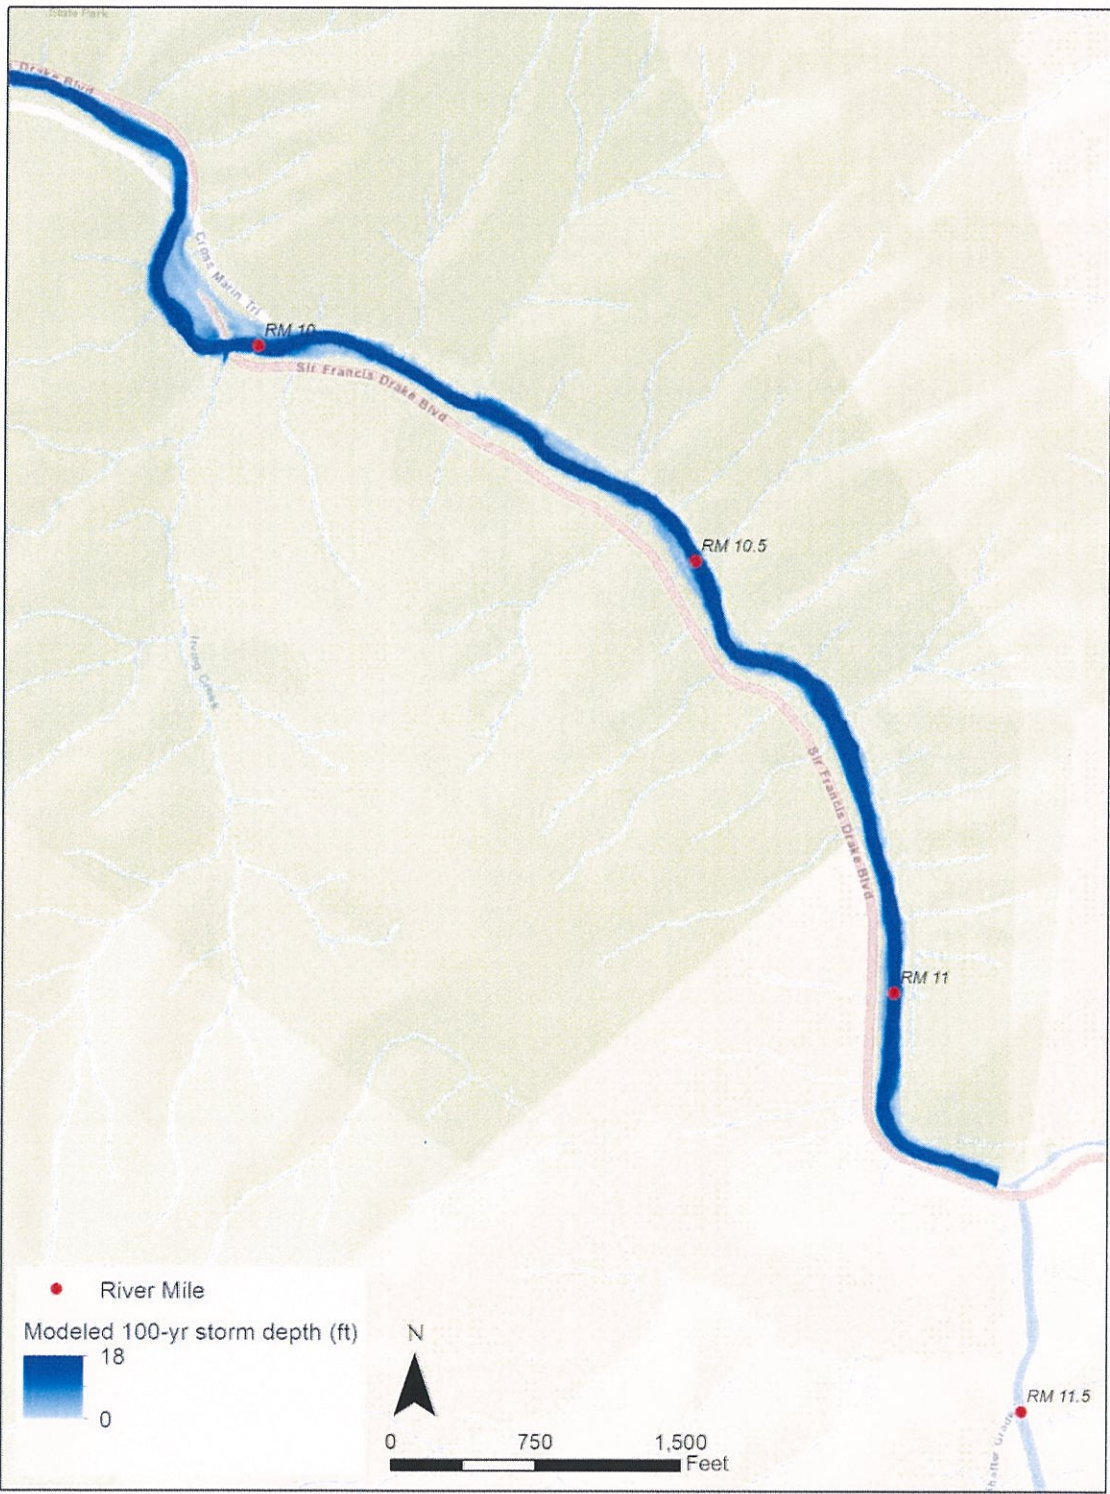 State Park
Drake Blvd
Cross Marin Trl
RM 10
Sir Francis Drake Blvd
RM 10.5
Irving Creek
Sir Francis Drake Blvd
RM 11
River Mile
Modeled 100-yr storm depth (ft)
18
0
N
0 750 1,500
Feet
RM 11.5
Shafter Grade